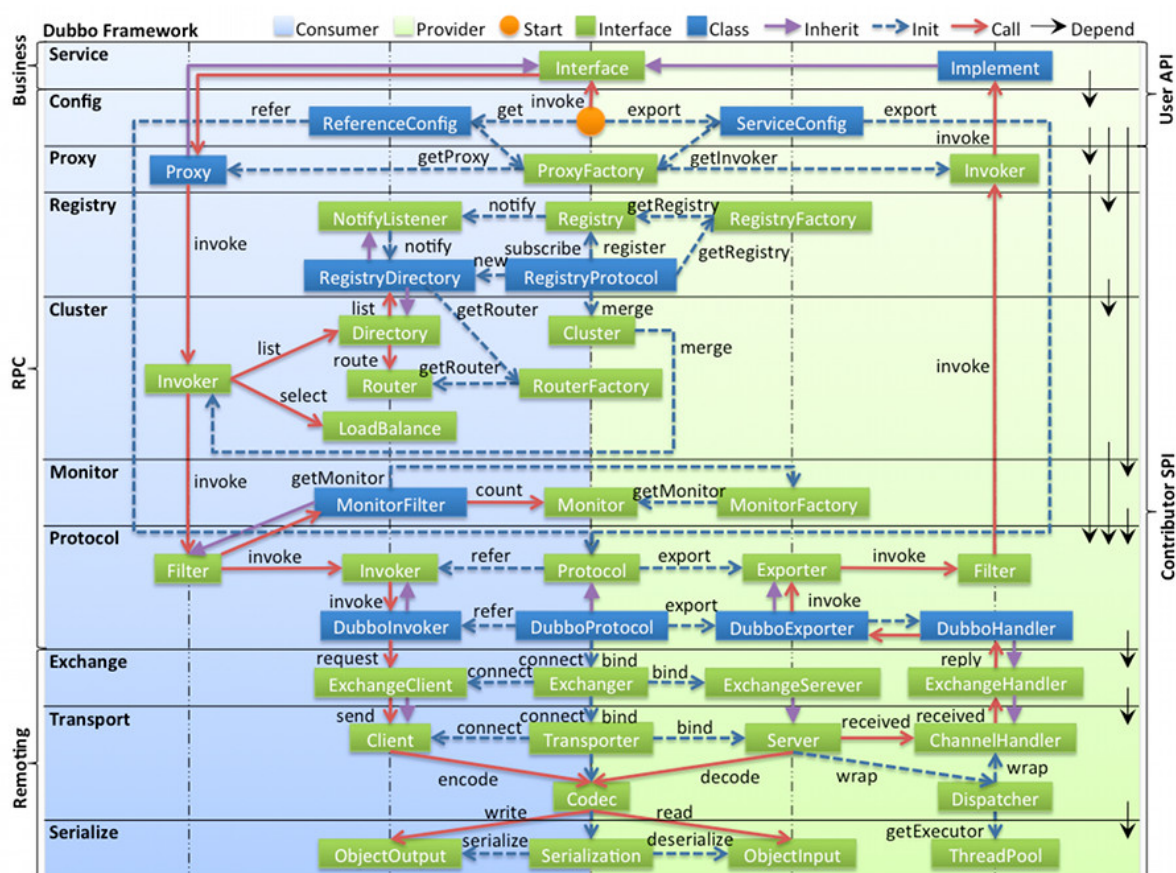 Dubbo Framework
Consumer
Provider
Start
Interface
Class
Inherit
Init
Call
Depend
Business
RPC
Remoting
User API
Contributor SPI
Service
Interface
Implement
Config
refer
ReferenceConfig
get
invoke
export
ServiceConfig
export
invoke
Proxy
Proxy
getProxy
ProxyFactory
getInvoker
Invoker
Registry
NotifyListener
notify
Registry
getRegistry
RegistryFactory
invoke
notify
subscribe
register
getRegistry
RegistryDirectory
new
RegistryProtocol
Cluster
list
getRouter
merge
Directory
Cluster
list
merge
route
getRouter
invoke
Invoker
Router
RouterFactory
select
LoadBalance
Monitor
invoke
getMonitor
MonitorFilter
count
Monitor
getMonitor
MonitorFactory
Protocol
Filter
invoke
Invoker
refer
Protocol
export
Exporter
invoke
Filter
invoke
refer
export
invoke
DubboInvoker
DubboProtocol
DubboExporter
DubboHandler
Exchange
request
connect
bind
reply
ExchangeClient
connect
Exchanger
bind
ExchangeSerever
ExchangeHandler
Transport
send
connect
bind
received
received
Client
connect
Transporter
bind
Server
ChannelHandler
encode
decode
wrap
wrap
Codec
Dispatcher
write
read
Serialize
getExecutor
ObjectOutput
serialize
Serialization
deserialize
ObjectInput
ThreadPool